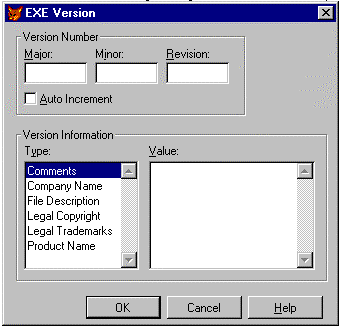 EXE Version
Version Number
Major: Minor: Revision:
Auto Increment
Version Information
Type: Value:
Comments
Company Name
File Description
Legal Copyright
Legal Trademarks
Product Name
OK Cancel Help